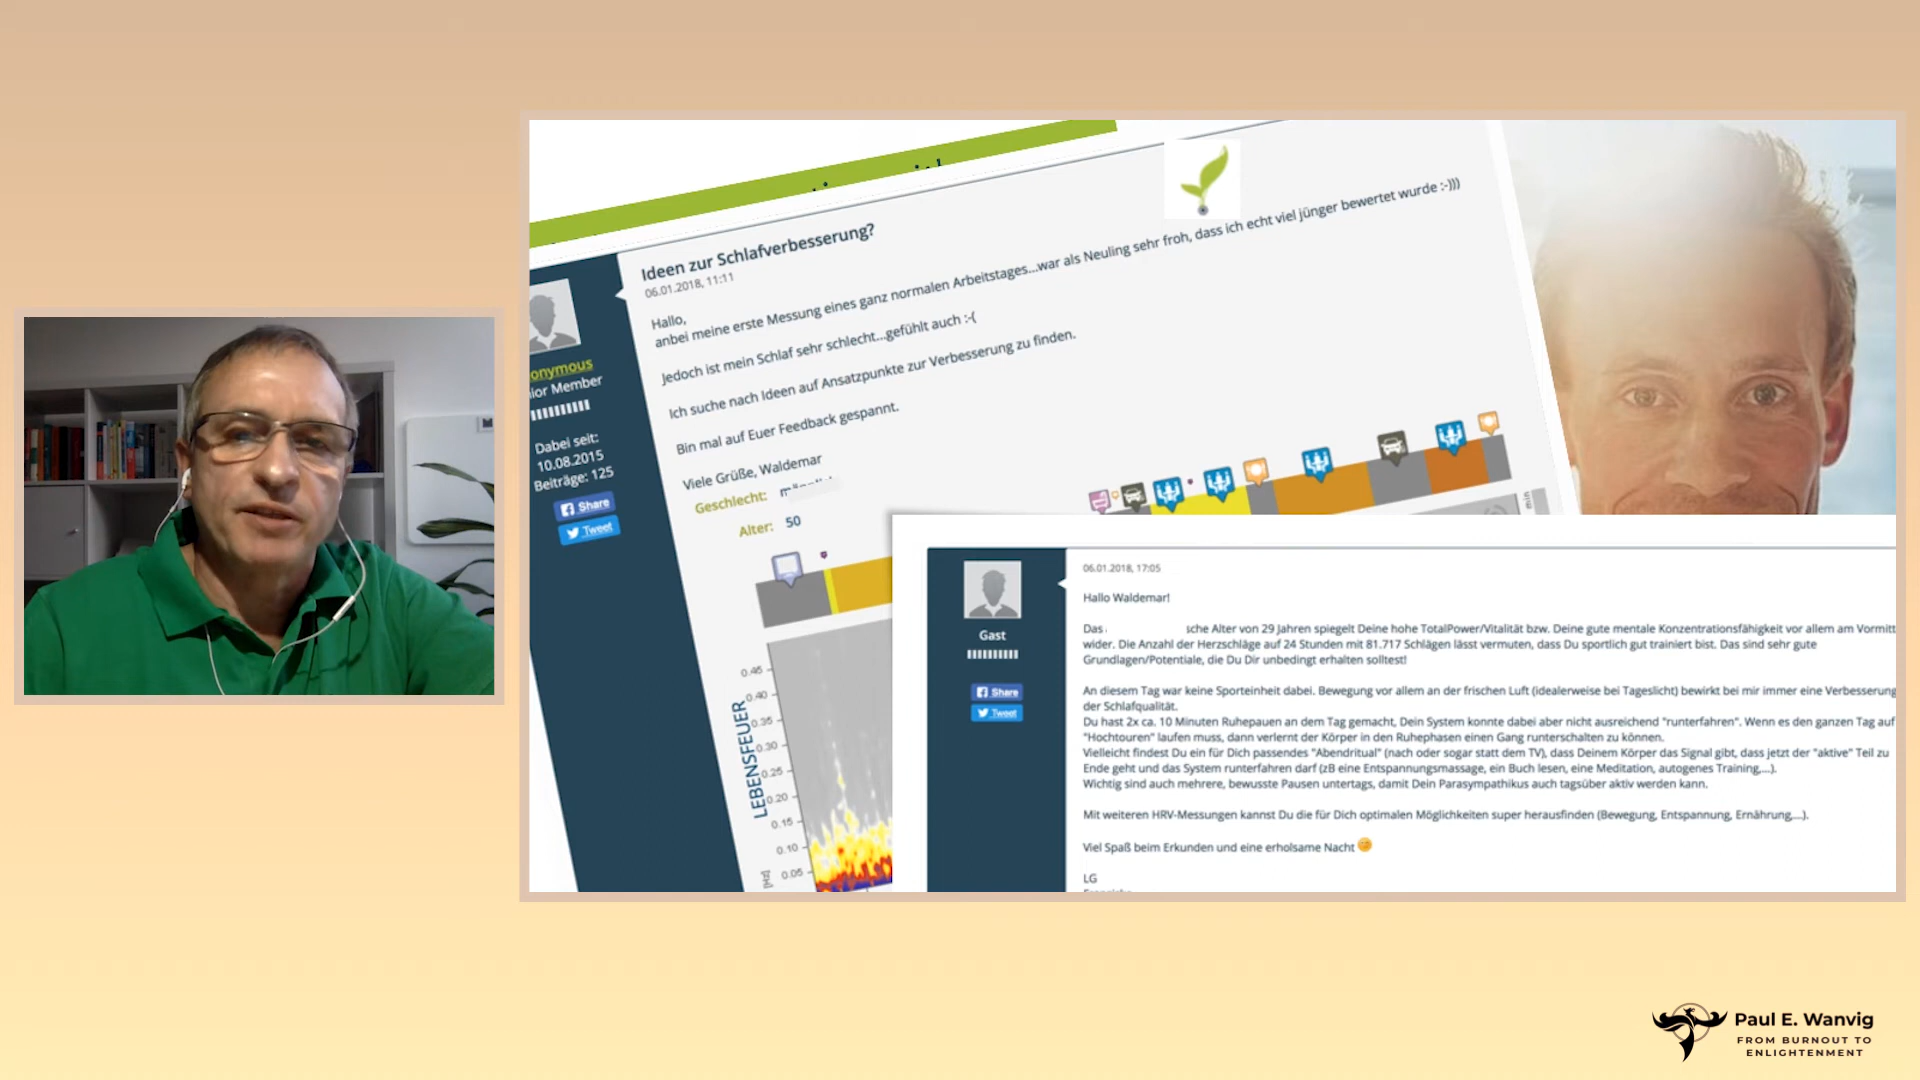 Ideen zur Schlafverbesserung?
06.01.2018, 11:11
Hallo,
anbei meine erste Messung eines ganz normalen Arbeitstages...war als Neuling sehr froh, dass ich echt viel jünger bewertet wurde :-)))
Jedoch ist mein Schlaf sehr schlecht...gefühlt auch :-(
Ich suche nach Ideen auf Ansatzpunkte zur Verbesserung zu finden.
Bin mal auf Euer Feedback gespannt.
Viele Grüße, Waldemar
Geschlecht:
Alter: 50
onymous
ior Member
Dabei seit:
10.08.2015
Beiträge: 125
Share
Tweet
LEBENSFEUER
0.45
0.40
0.35
0.30
0.25
0.20
0.15
0.10
0.05
[Hz]
min
Gast
Share
Tweet
06.01.2018, 17:05
Hallo Waldemar!
Das sche Alter von 29 Jahren spiegelt Deine hohe TotalPower/Vitalität bzw. Deine gute mentale Konzentrationsfähigkeit vor allem am Vormitt
wider. Die Anzahl der Herzschläge auf 24 Stunden mit 81.717 Schlägen lässt vermuten, dass Du sportlich gut trainiert bist. Das sind sehr gute
Grundlagen/Potentiale, die Du Dir unbedingt erhalten solltest!
An diesem Tag war keine Sporteinheit dabei. Bewegung vor allem an der frischen Luft (idealerweise bei Tageslicht) bewirkt bei mir immer eine Verbesserung
der Schlafqualität.
Du hast 2x ca. 10 Minuten Ruhepauen an dem Tag gemacht, Dein System konnte dabei aber nicht ausreichend "runterfahren". Wenn es den ganzen Tag auf
"Hochtouren" laufen muss, dann verlernt der Körper in den Ruhephasen einen Gang runterschalten zu können.
Vielleicht findest Du ein für Dich passendes "Abendritual" (nach oder sogar statt dem TV), dass Deinem Körper das Signal gibt, dass jetzt der "aktive" Teil zu
Ende geht und das System runterfahren darf (zB eine Entspannungsmassage, ein Buch lesen, eine Meditation, autogenes Training,...).
Wichtig sind auch mehrere, bewusste Pausen untertags, damit Dein Parasympathikus auch tagsüber aktiv werden kann.
Mit weiteren HRV-Messungen kannst Du die für Dich optimalen Möglichkeiten super herausfinden (Bewegung, Entspannung, Ernährung,...).
Viel Spaß beim Erkunden und eine erholsame Nacht
LG
Paul E. Wanvig
FROM BURNOUT TO
ENLIGHTENMENT